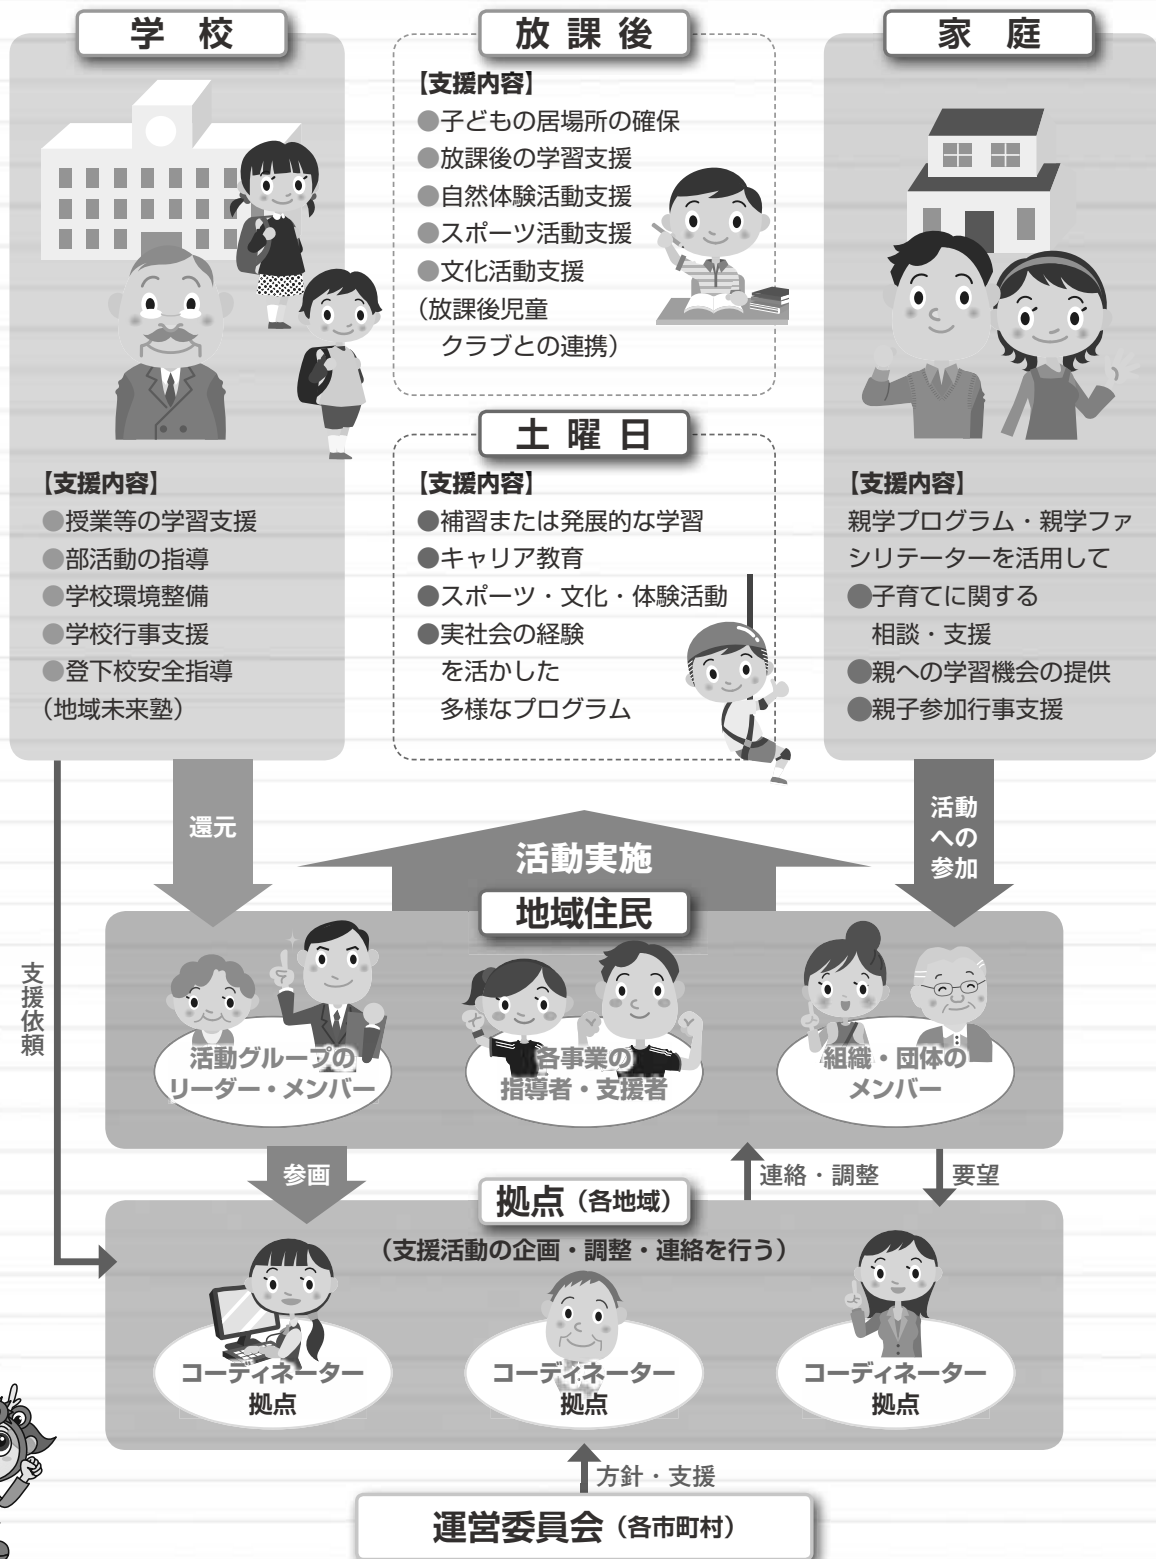 学 校
【支援内容】
●授業等の学習支援
●部活動の指導
●学校環境整備
●学校行事支援
●登下校安全指導
（地域未来塾）
放 課 後
【支援内容】
●子どもの居場所の確保
●放課後の学習支援
●自然体験活動支援
●スポーツ活動支援
●文化活動支援
（放課後児童
クラブとの連携）
土 曜 日
【支援内容】
●補習または発展的な学習
●キャリア教育
●スポーツ・文化・体験活動
●実社会の経験
を活かした
多様なプログラム
家 庭
【支援内容】
親学プログラム・親学ファ
シリテーターを活用して
●子育てに関する
相談・支援
●親への学習機会の提供
●親子参加行事支援
還元
活動実施
活動
への
参加
支援依頼
地域住民
活動グループの
リーダー・メンバー
各事業の
指導者・支援者
組織・団体の
メンバー
参画
連絡・調整
要望
拠点（各地域）
（支援活動の企画・調整・連絡を行う）
コーディネーター
拠点
コーディネーター
拠点
コーディネーター
拠点
方針・支援
運営委員会（各市町村）